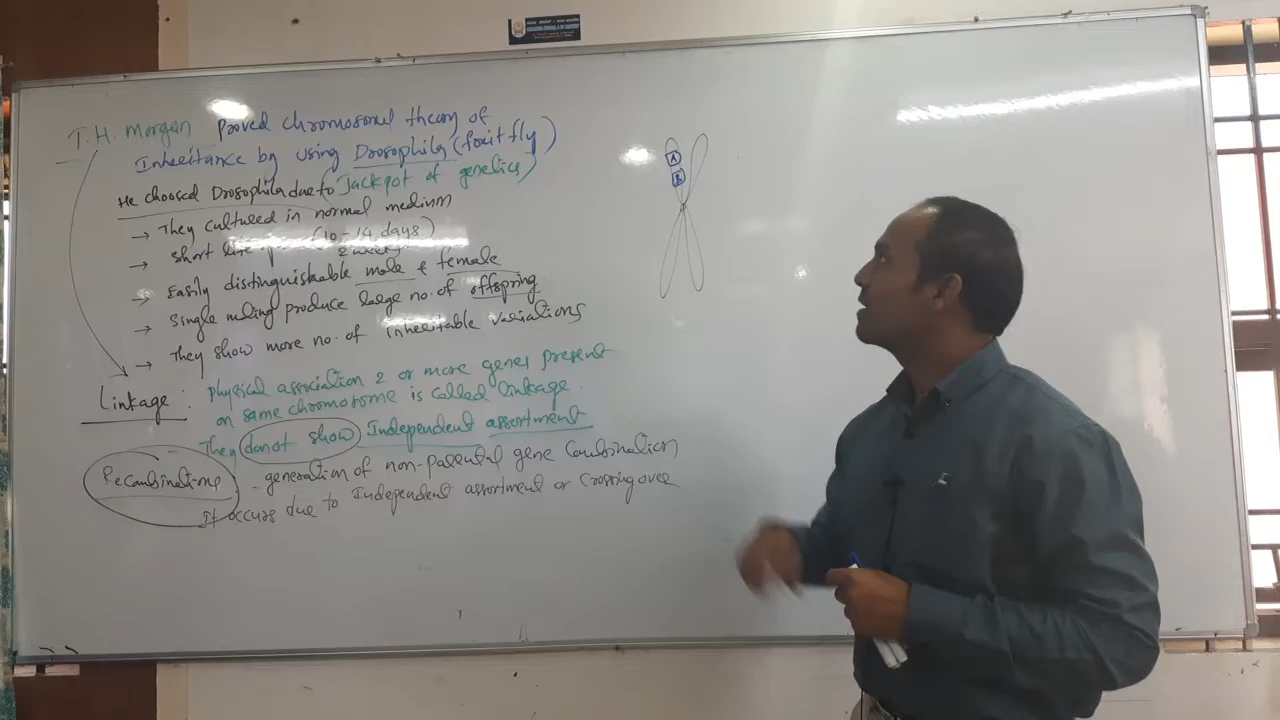 T.H. Morgan Proved chromosomal theory of
Inheritance by using Drosophila (fruit fly)
He choosed Drosophila due to (Jackpot of genetics)
→ They cultured in normal medium
→ short life (10-14 days)
2 weeks
→ Easily distinguishable male & female
→ Single mating produce large no. of offspring
→ They show more no. of inheritable variations
Linkage : Physical association 2 or more genes present
on same chromosome is called linkage.
They donot show Independent assortment
Recombinations - generation of non-parental gene Combination
It occurs due to Independent assortment or Crossing over
A
B